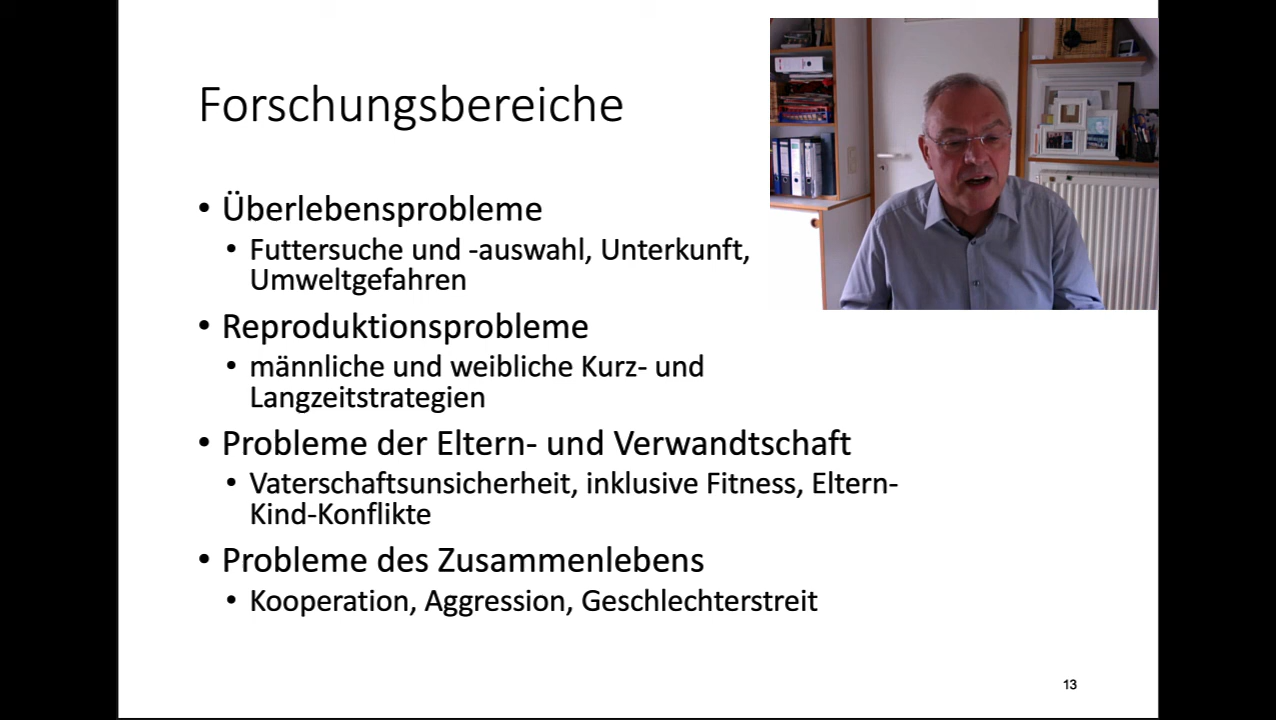 Forschungsbereiche
• Überlebensprobleme
• Futtersuche und -auswahl, Unterkunft,
Umweltgefahren
• Reproduktionsprobleme
• männliche und weibliche Kurz- und
Langzeitstrategien
• Probleme der Eltern- und Verwandtschaft
• Vaterschaftsunsicherheit, inklusive Fitness, Eltern-
Kind-Konflikte
• Probleme des Zusammenlebens
• Kooperation, Aggression, Geschlechterstreit
13